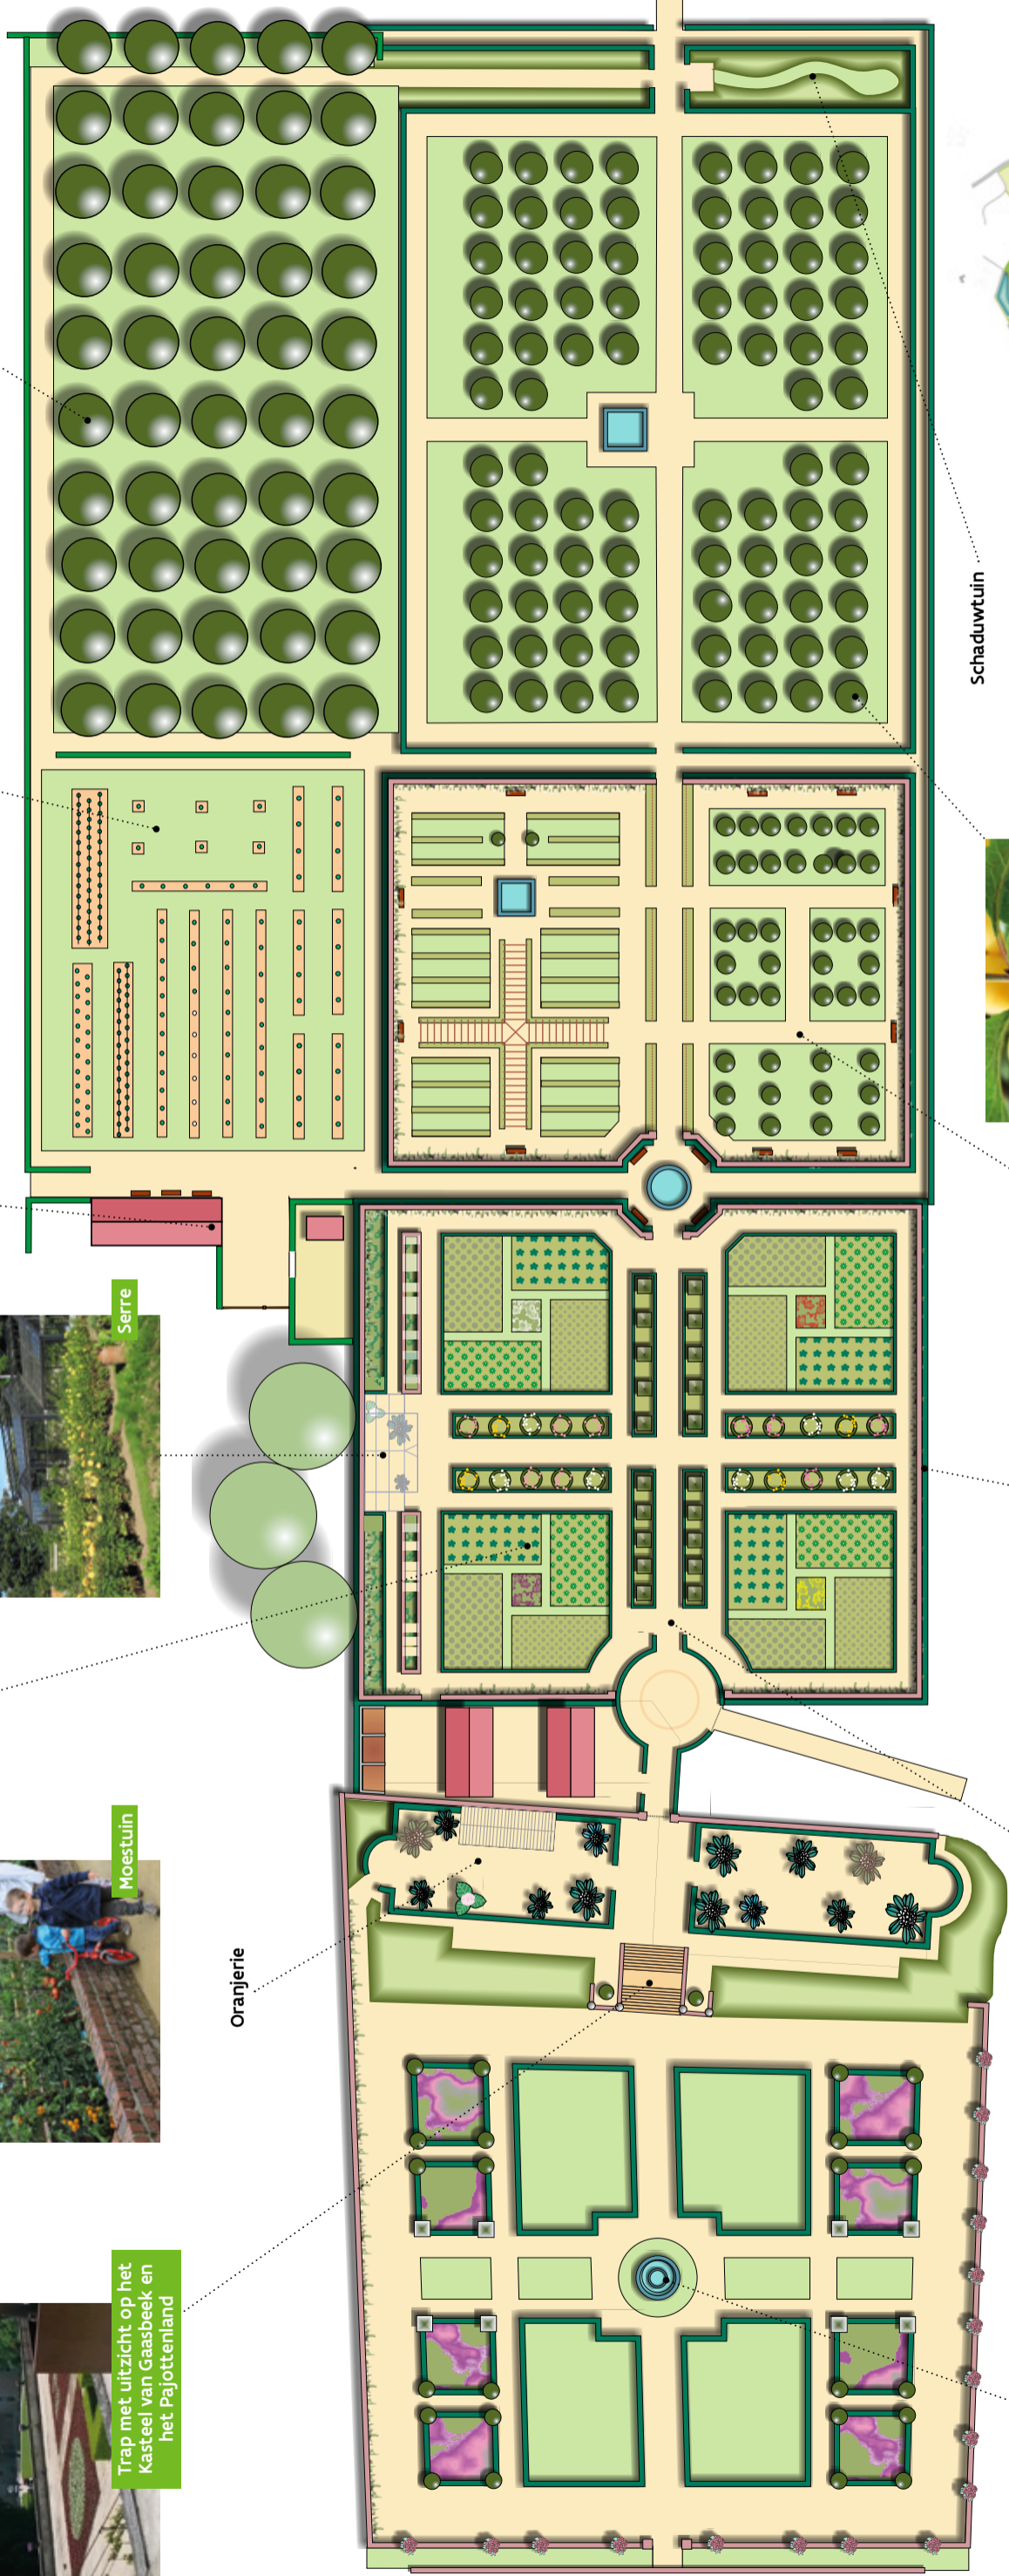 Schaduwtuin
Serre
Moestuin
Oranjerie
Trap met uitzicht op het
Kasteel van Gaasbeek en
het Pajottenland